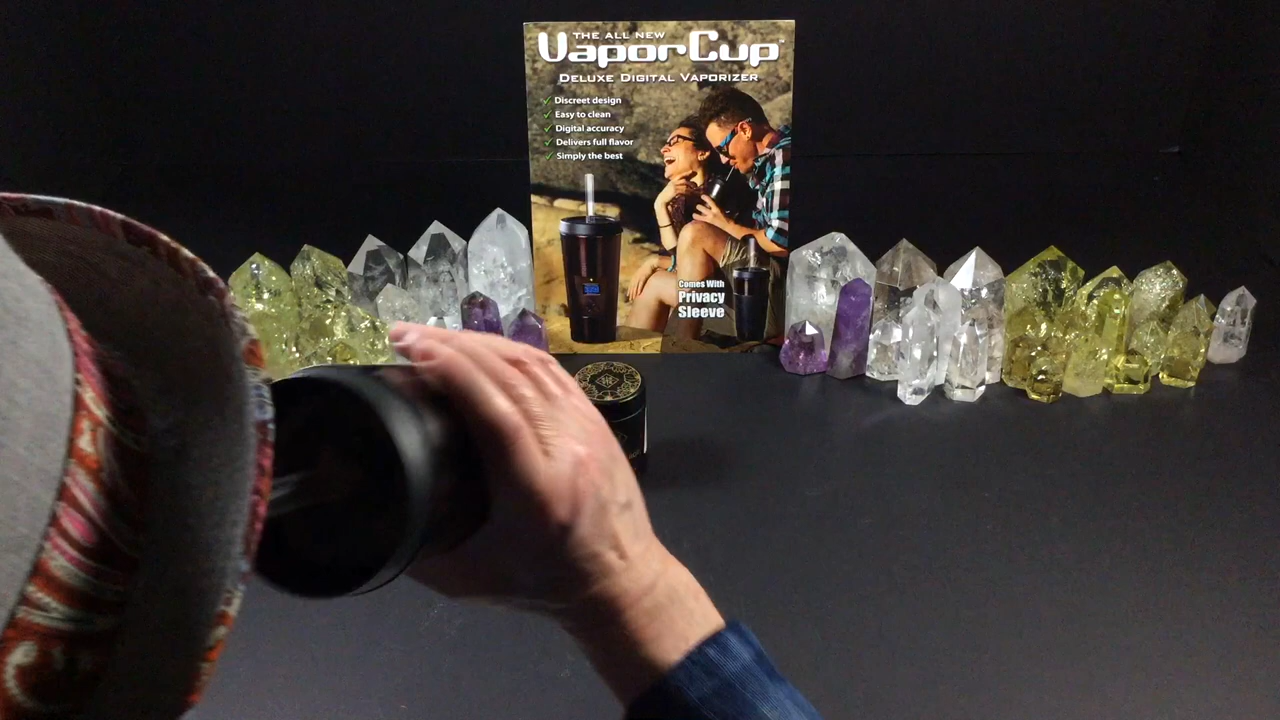 THE ALL NEW
VaporCup™
DELUXE DIGITAL VAPORIZER
✓ Discreet design
✓ Easy to clean
✓ Digital accuracy
✓ Delivers full flavor
✓ Simply the best
Comes With
Privacy
Sleeve